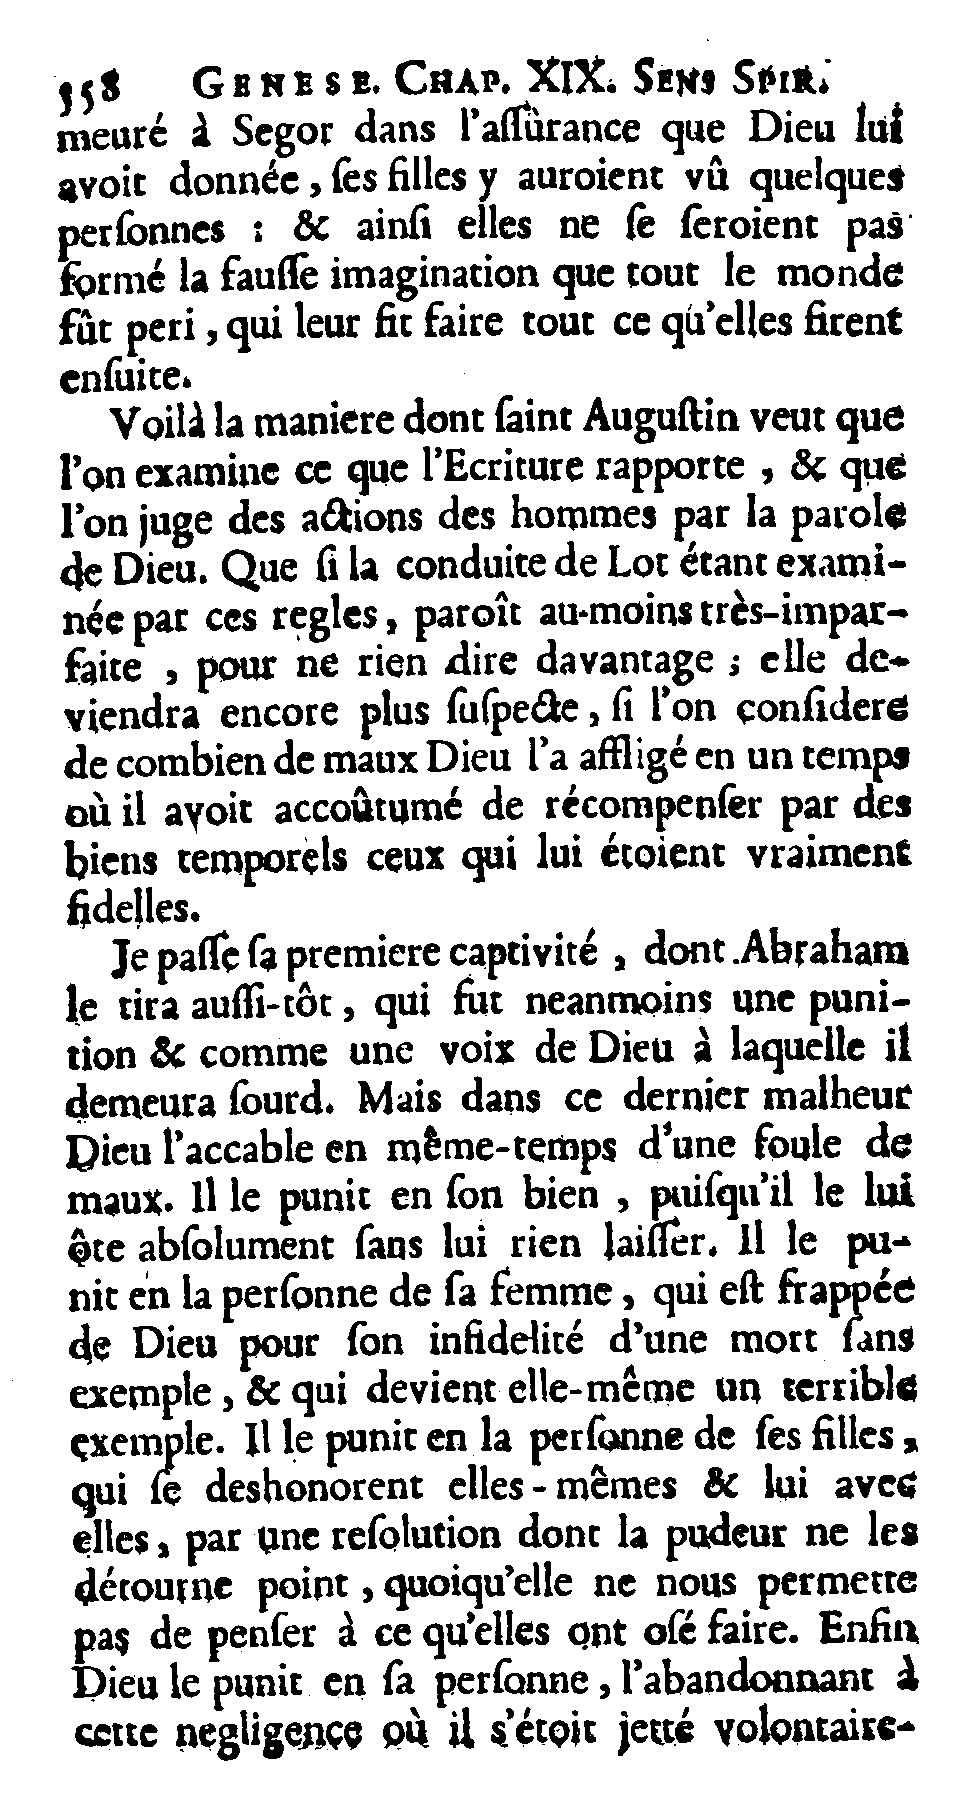 358 GENESE. CHAP. XIX. SENS SPIR.
meuré à Segor dans l'aſſûrance que Dieu lui
avoit donnée, ſes filles y auroient vû quelques
perſonnes : & ainſi elles ne ſe ſeroient pas
formé la fauſſe imagination que tout le monde
fût peri, qui leur fit faire tout ce qu'elles firent
enſuite.
Voilà la maniere dont ſaint Auguſtin veut que
l'on examine ce que l'Ecriture rapporte, & que
l'on juge des actions des hommes par la parole
de Dieu. Que ſi la conduite de Lot étant exami-
née par ces regles, paroît au-moins très-impar-
faite, pour ne rien dire davantage ; elle de-
viendra encore plus ſuſpecte, ſi l'on conſidere
de combien de maux Dieu l'a affligé en un temps
où il avoit accoûtumé de récompenſer par des
biens temporels ceux qui lui étoient vraiment
fidelles.
Je paſſe ſa premiere captivité, dont Abraham
le tira auſſi-tôt, qui fut neanmoins une puni-
tion & comme une voix de Dieu à laquelle il
demeura ſourd. Mais dans ce dernier malheur
Dieu l'accable en même-temps d'une foule de
maux. Il le punit en ſon bien, puiſqu'il le lui
ôte abſolument ſans lui rien laiſſer. Il le pu-
nit en la perſonne de ſa femme, qui eſt frappée
de Dieu pour ſon infidelité d'une mort ſans
exemple, & qui devient elle-même un terrible
exemple. Il le punit en la perſonne de ſes filles,
qui ſe deshonorent elles-mêmes & lui avec
elles, par une reſolution dont la pudeur ne les
détourne point, quoiqu'elle ne nous permette
pas de penſer à ce qu'elles ont oſé faire. Enfin
Dieu le punit en ſa perſonne, l'abandonnant à
cette negligence où il s'étoit jetté volontaire-